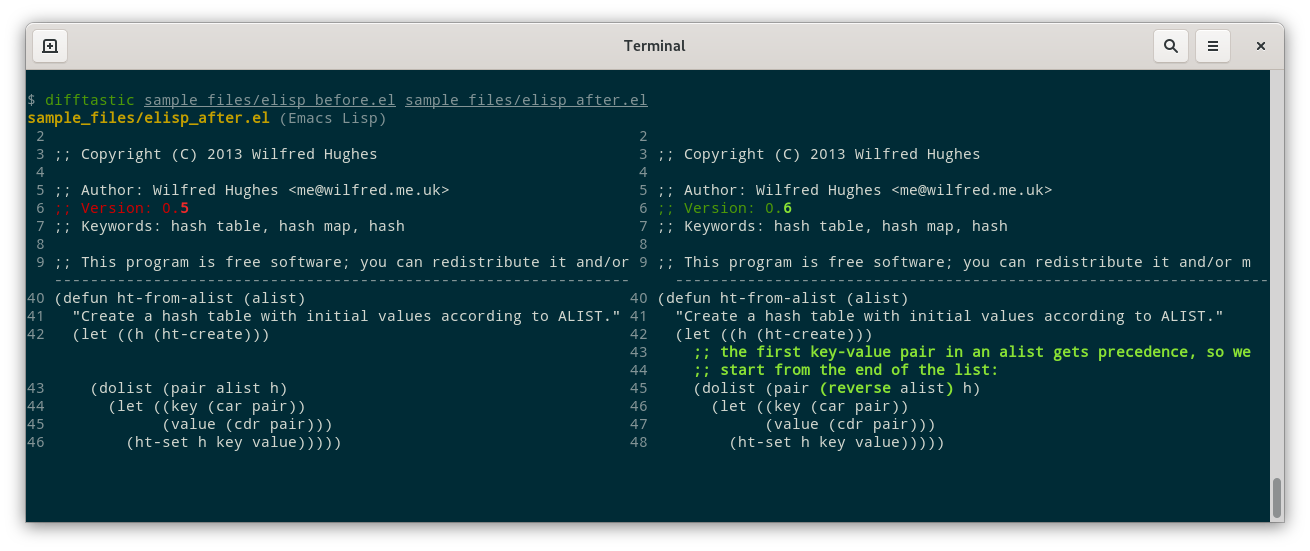 Terminal
$ difftastic sample_files/elisp_before.el sample_files/elisp_after.el
sample_files/elisp_after.el (Emacs Lisp)
2 2
3 ;; Copyright (C) 2013 Wilfred Hughes 3 ;; Copyright (C) 2013 Wilfred Hughes
4 4
5 ;; Author: Wilfred Hughes <me@wilfred.me.uk> 5 ;; Author: Wilfred Hughes <me@wilfred.me.uk>
6 ;; Version: 0.5 6 ;; Version: 0.6
7 ;; Keywords: hash table, hash map, hash 7 ;; Keywords: hash table, hash map, hash
8 8
9 ;; This program is free software; you can redistribute it and/or 9 ;; This program is free software; you can redistribute it and/or m
---------------------------------------------------------------- ------------------------------------------------------------------
40 (defun ht-from-alist (alist) 40 (defun ht-from-alist (alist)
41   "Create a hash table with initial values according to ALIST." 41   "Create a hash table with initial values according to ALIST."
42   (let ((h (ht-create))) 42   (let ((h (ht-create)))
43     ;; the first key-value pair in an alist gets precedence, so we
44     ;; start from the end of the list:
43     (dolist (pair alist h) 45     (dolist (pair (reverse alist) h)
44       (let ((key (car pair)) 46       (let ((key (car pair))
45             (value (cdr pair))) 47             (value (cdr pair)))
46         (ht-set h key value))))) 48         (ht-set h key value)))))